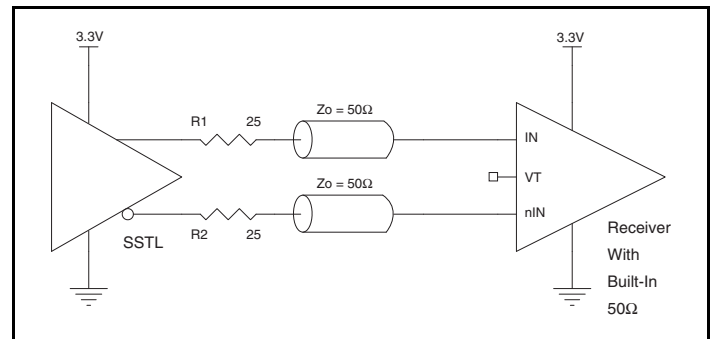 3.3V
3.3V
R1 25
Zo = 50Ω
IN
VT
Zo = 50Ω
nIN
R2 25
SSTL
Receiver
With
Built-In
50Ω